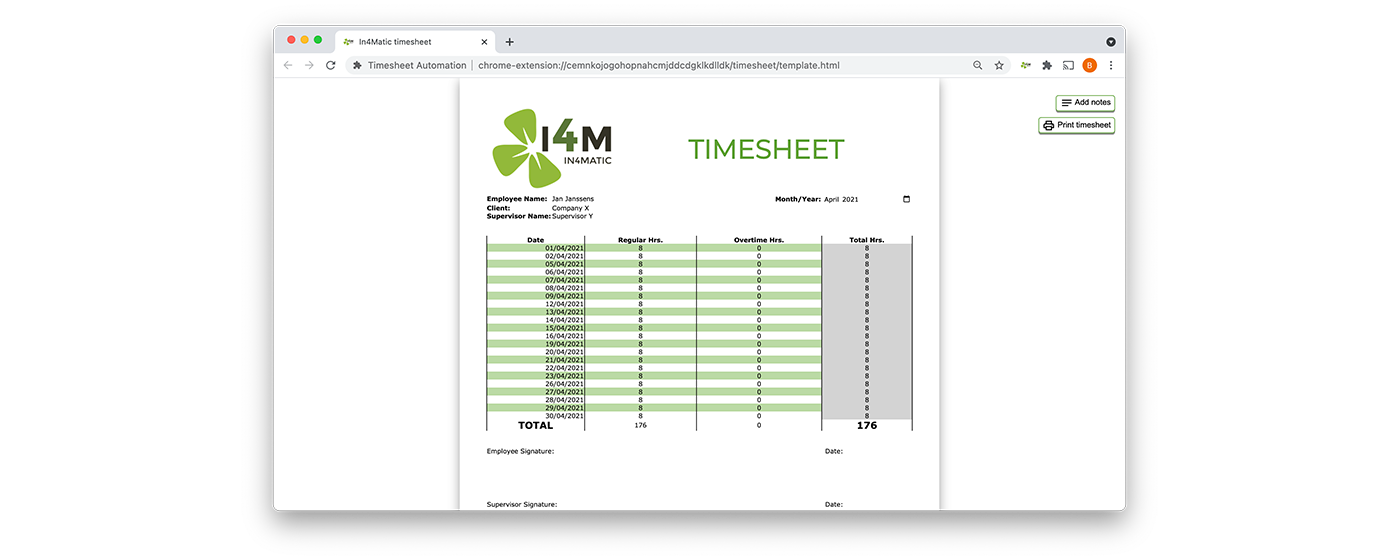 In4Matic timesheet
Timesheet Automation | chrome-extension://cemnkojogohopnahcmjddcdgklkdlldk/timesheet/template.html
B
Add notes
Print timesheet
I4M
IN4MATIC
TIMESHEET
Employee Name: Jan Janssens Month/Year: April 2021
Client: Company X
Supervisor Name: Supervisor Y
Date Regular Hrs. Overtime Hrs. Total Hrs.
01/04/2021 8 0 8
02/04/2021 8 0 8
05/04/2021 8 0 8
06/04/2021 8 0 8
07/04/2021 8 0 8
08/04/2021 8 0 8
09/04/2021 8 0 8
12/04/2021 8 0 8
13/04/2021 8 0 8
14/04/2021 8 0 8
15/04/2021 8 0 8
16/04/2021 8 0 8
19/04/2021 8 0 8
20/04/2021 8 0 8
21/04/2021 8 0 8
22/04/2021 8 0 8
23/04/2021 8 0 8
26/04/2021 8 0 8
27/04/2021 8 0 8
28/04/2021 8 0 8
29/04/2021 8 0 8
30/04/2021 8 0 8
TOTAL 176 0 176
Employee Signature: Date:
Supervisor Signature: Date: